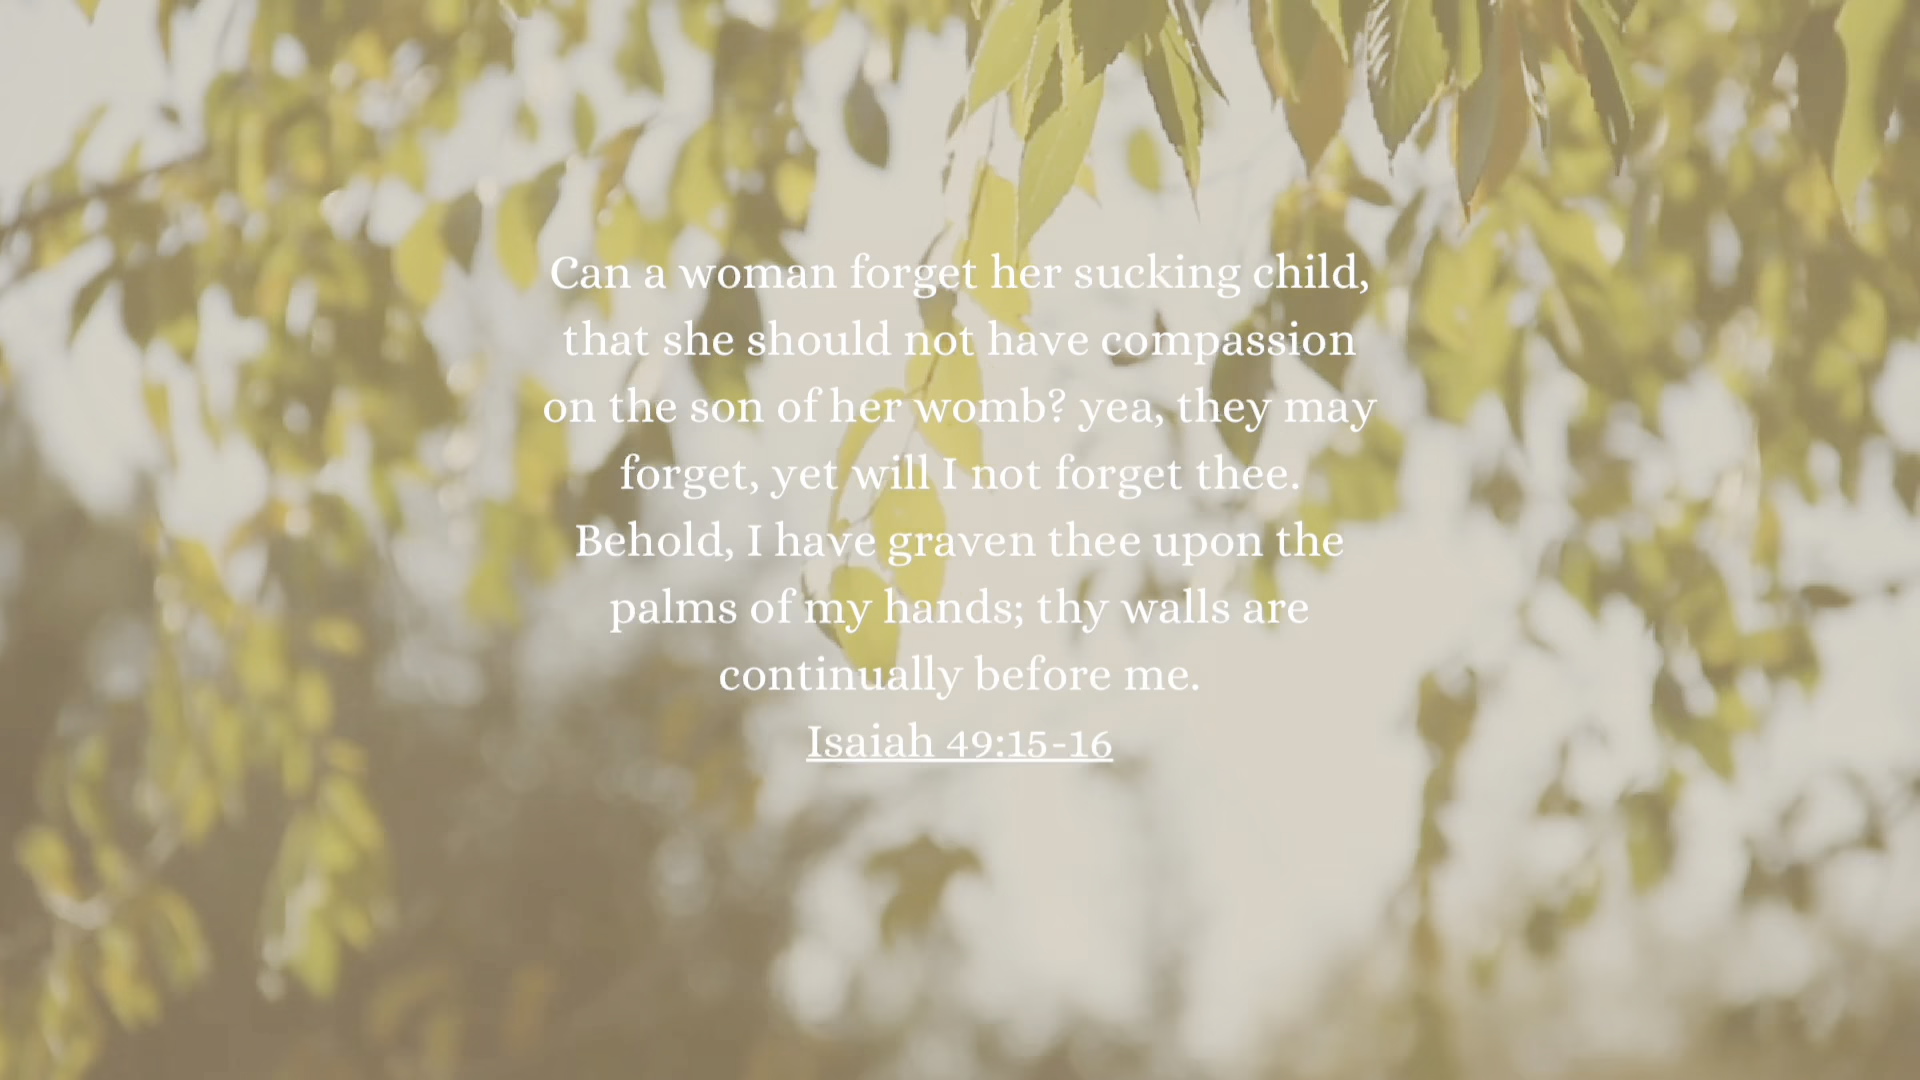 Can a woman forget her sucking child,
that she should not have compassion
on the son of her womb? yea, they may
forget, yet will I not forget thee.
Behold, I have graven thee upon the
palms of my hands; thy walls are
continually before me.
Isaiah 49:15-16